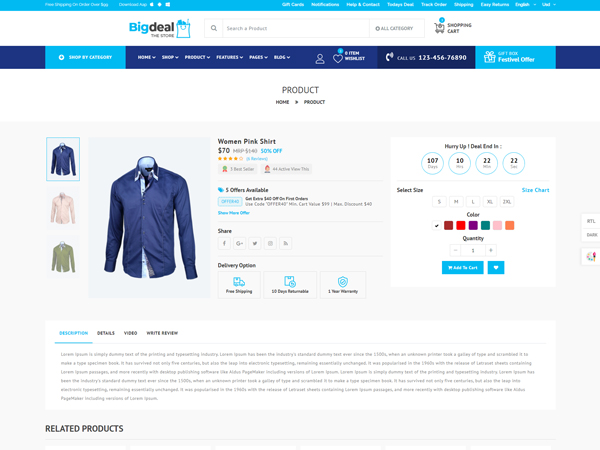 Free Shipping On Order Over $99
Download App
Gift Cards
Notifications
Help & Contact
Todays Deal
Track Order
Shipping
Easy Returns
English
Usd
Bigdeal
THE STORE
Search a Product
ALL CATEGORY
SHOPPING
CART
SHOP BY CATEGORY
HOME
SHOP
PRODUCT
FEATURES
PAGES
BLOG
0 ITEM
WISHLIST
CALL US 123-456-76890
GIFT BOX
Festivel Offer
PRODUCT
HOME » PRODUCT
Women Pink Shirt
$70 MRP $140 50% OFF
3 Best Seller
44 Active View This
5 Offers Available
OFFER40
Get Extra $40 Off On First Orders
Use Code "OFFER40" Min. Cart Value $99 | Max. Discount $40
Show More Offer
Share
Delivery Option
Free Shipping
10 Days Returnable
1 Year Warranty
Hurry Up ! Deal End In :
107 Days
10 Hrs
22 Min
22 Sec
Select Size
Size Chart
S M L XL 2XL
Color
Quantity
- 1 +
Add To Cart
RTL
DARK
DESCRIPTION
DETAILS
VIDEO
WRITE REVIEW
Lorem Ipsum is simply dummy text of the printing and typesetting industry. Lorem Ipsum has been the industry's standard dummy text ever since the 1500s, when an unknown printer took a galley of type and scrambled it
to make a type specimen book. It has survived not only five centuries, but also the leap into electronic typesetting, remaining essentially unchanged. It was popularised in the 1960s with the release of Letraset sheets containing
Lorem Ipsum passages, and more recently with desktop publishing software like Aldus PageMaker including versions of Lorem Ipsum. Lorem Ipsum is simply dummy text of the printing and typesetting industry. Lorem Ipsum
has been the industry's standard dummy text ever since the 1500s, when an unknown printer took a galley of type and scrambled it to make a type specimen book. It has survived not only five centuries, but also the leap into
electronic typesetting, remaining essentially unchanged. It was popularised in the 1960s with the release of Letraset sheets containing Lorem Ipsum passages, and more recently with desktop publishing software like Aldus
PageMaker including versions of Lorem Ipsum.
RELATED PRODUCTS